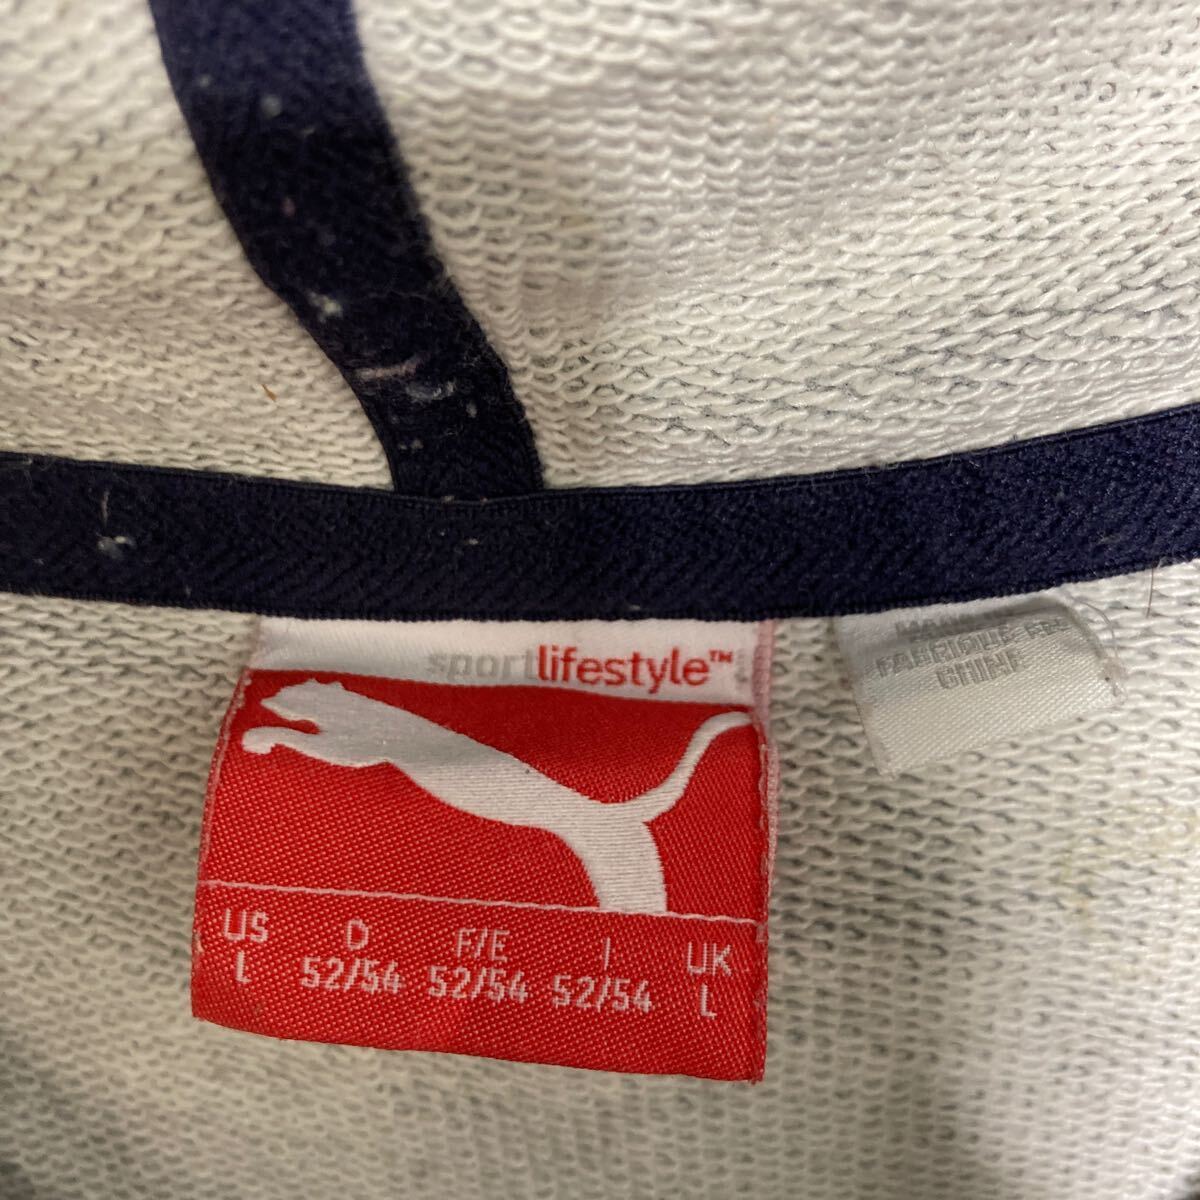 sportlifestyle™
US D F/E I UK
L 52/54 52/54 52/54 L
FABRIQUE EN
CHINE